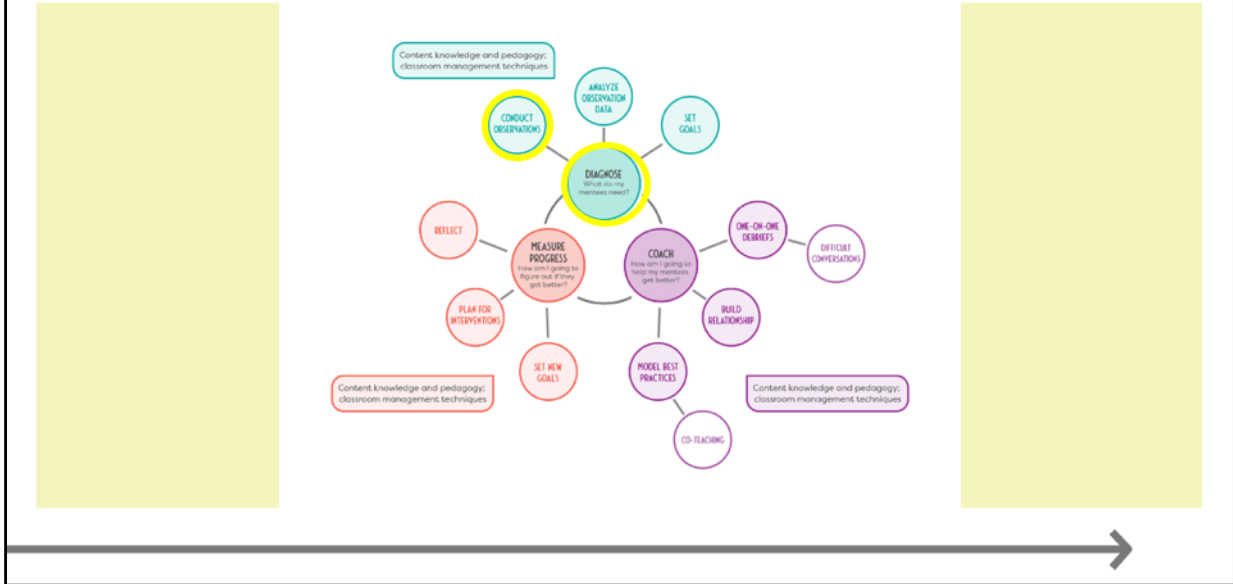 Content knowledge and pedagogy;
classroom management techniques
ANALYZE
OBSERVATION
DATA
CONDUCT
OBSERVATIONS
SET
GOALS
DIAGNOSE
What do my
mentees need?
REFLECT
MEASURE
PROGRESS
How am I going to
figure out if they
got better?
COACH
How am I going to
help my mentees
get better?
ONE-ON-ONE
DEBRIEFS
DIFFICULT
CONVERSATIONS
PLAN FOR
INTERVENTIONS
BUILD
RELATIONSHIP
SET NEW
GOALS
MODEL BEST
PRACTICES
Content knowledge and pedagogy;
classroom management techniques
Content knowledge and pedagogy;
classroom management techniques
CO-TEACHING